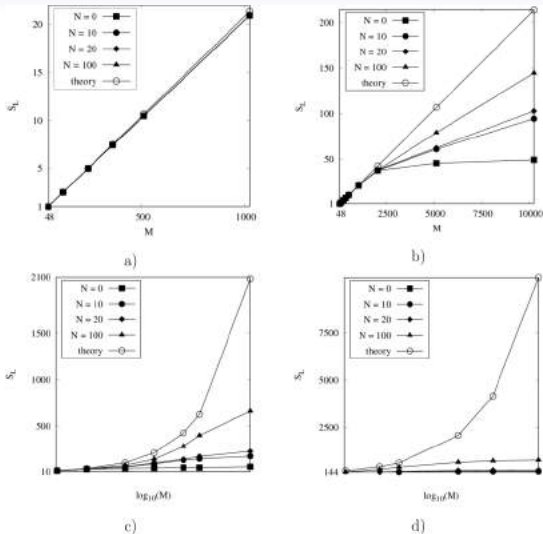 N = 0
N = 10
N = 20
N = 100
theory
20
15
10
5
1
S_L
48
500
1000
M
a)
N = 0
N = 10
N = 20
N = 100
theory
200
150
100
50
1
S_L
48
2500
5000
7500
10000
M
b)
2100
1500
1000
500
10
N = 0
N = 10
N = 20
N = 100
theory
S_L
log10(M)
c)
N = 0
N = 10
N = 20
N = 100
theory
7500
5000
2500
144
S_L
log10(M)
d)